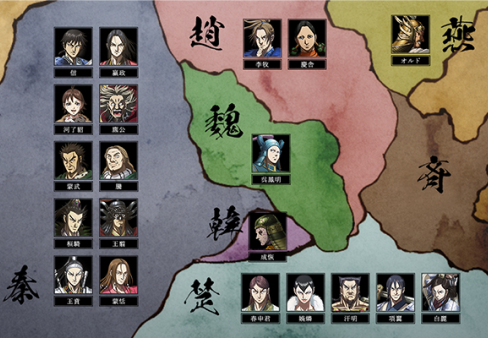 趙
燕
信 嬴政
李牧 慶舎
オルド
魏
河了貂 麃公
蒙武 騰
呉鳳明
斉
韓
桓騎 王翦
成恢
秦
王賁 蒙恬
楚
春申君 媧燐 汗明 項翼 白麗